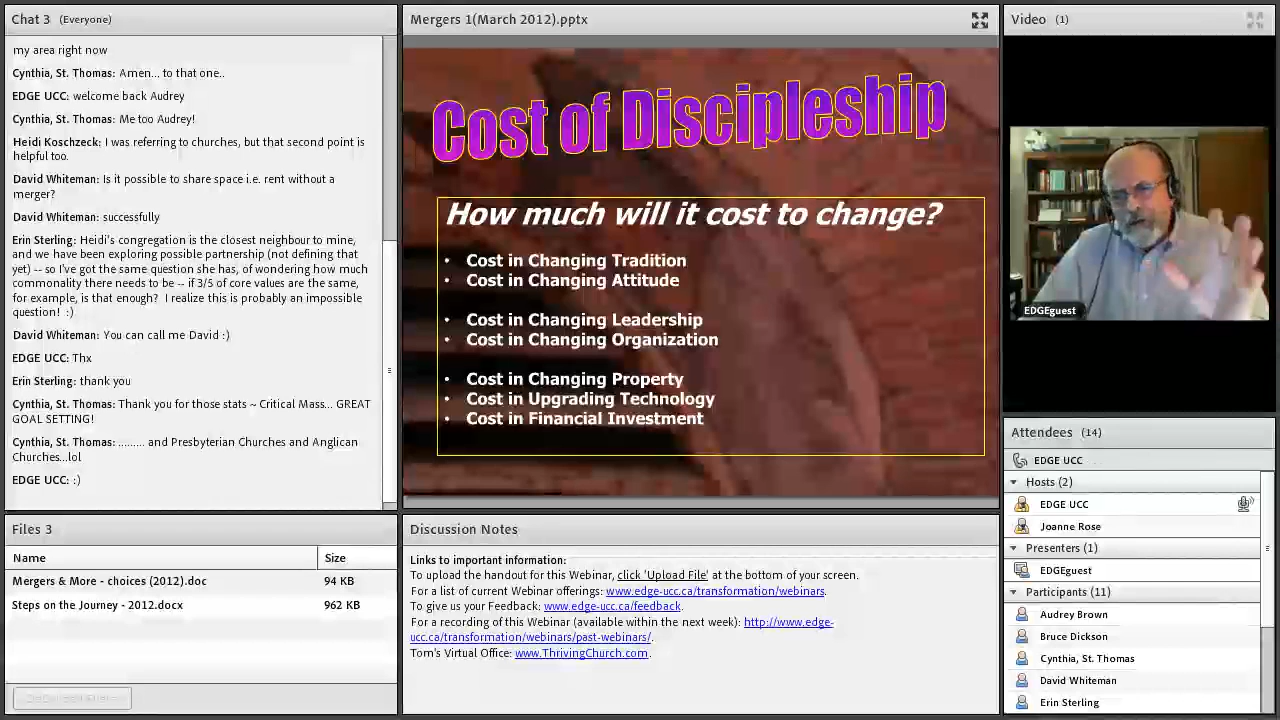 Chat 3 (Everyone)
my area right now
Cynthia, St. Thomas: Amen... to that one..
EDGE UCC: welcome back Audrey
Cynthia, St. Thomas: Me too Audrey!
Heidi Koschzeck: I was referring to churches, but that second point is
helpful too.
David Whiteman: Is it possible to share space i.e. rent without a
merger?
David Whiteman: successfully
Erin Sterling: Heidi's congregation is the closest neighbour to mine,
and we have been exploring possible partnership (not defining that
yet) -- so I've got the same question she has, of wondering how much
commonality there needs to be -- if 3/5 of core values are the same,
for example, is that enough? I realize this is probably an impossible
question! :)
David Whiteman: You can call me David :)
EDGE UCC: Thx
Erin Sterling: thank you
Cynthia, St. Thomas: Thank you for those stats ~ Critical Mass... GREAT
GOAL SETTING!
Cynthia, St. Thomas: ......... and Presbyterian Churches and Anglican
Churches...lol
EDGE UCC: :)
Files 3
Name Size
Mergers & More - choices (2012).doc 94 KB
Steps on the Journey - 2012.docx 962 KB
Mergers 1(March 2012).pptx
Cost of Discipleship
How much will it cost to change?
• Cost in Changing Tradition
• Cost in Changing Attitude
• Cost in Changing Leadership
• Cost in Changing Organization
• Cost in Changing Property
• Cost in Upgrading Technology
• Cost in Financial Investment
Discussion Notes
Links to important information:
To upload the handout for this Webinar, click 'Upload File' at the bottom of your screen.
For a list of current Webinar offerings: www.edge-ucc.ca/transformation/webinars.
To give us your Feedback: www.edge-ucc.ca/feedback.
For a recording of this Webinar (available within the next week): http://www.edge-
ucc.ca/transformation/webinars/past-webinars/.
Tom's Virtual Office: www.ThrivingChurch.com.
Video (1)
EDGEguest
Attendees (14)
EDGE UCC
Hosts (2)
EDGE UCC
Joanne Rose
Presenters (1)
EDGEguest
Participants (11)
Audrey Brown
Bruce Dickson
Cynthia, St. Thomas
David Whiteman
Erin Sterling